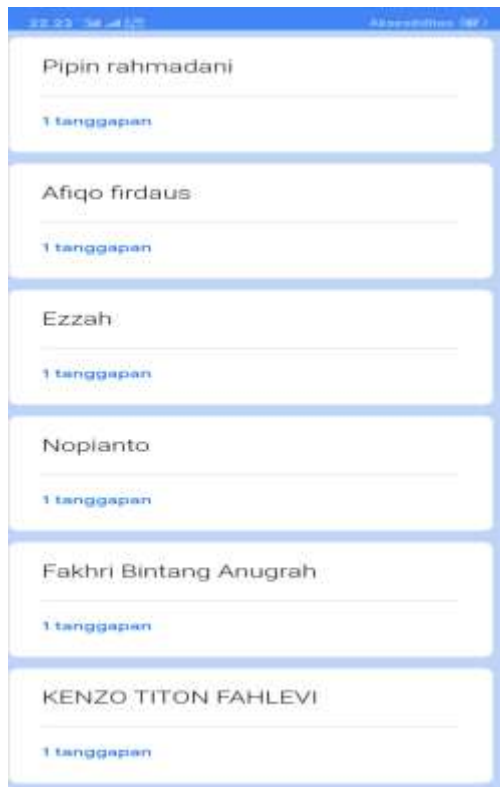 Pipin rahmadani
1 tanggapan
Afiqo firdaus
1 tanggapan
Ezzah
1 tanggapan
Nopianto
1 tanggapan
Fakhri Bintang Anugrah
1 tanggapan
KENZO TITON FAHLEVI
1 tanggapan